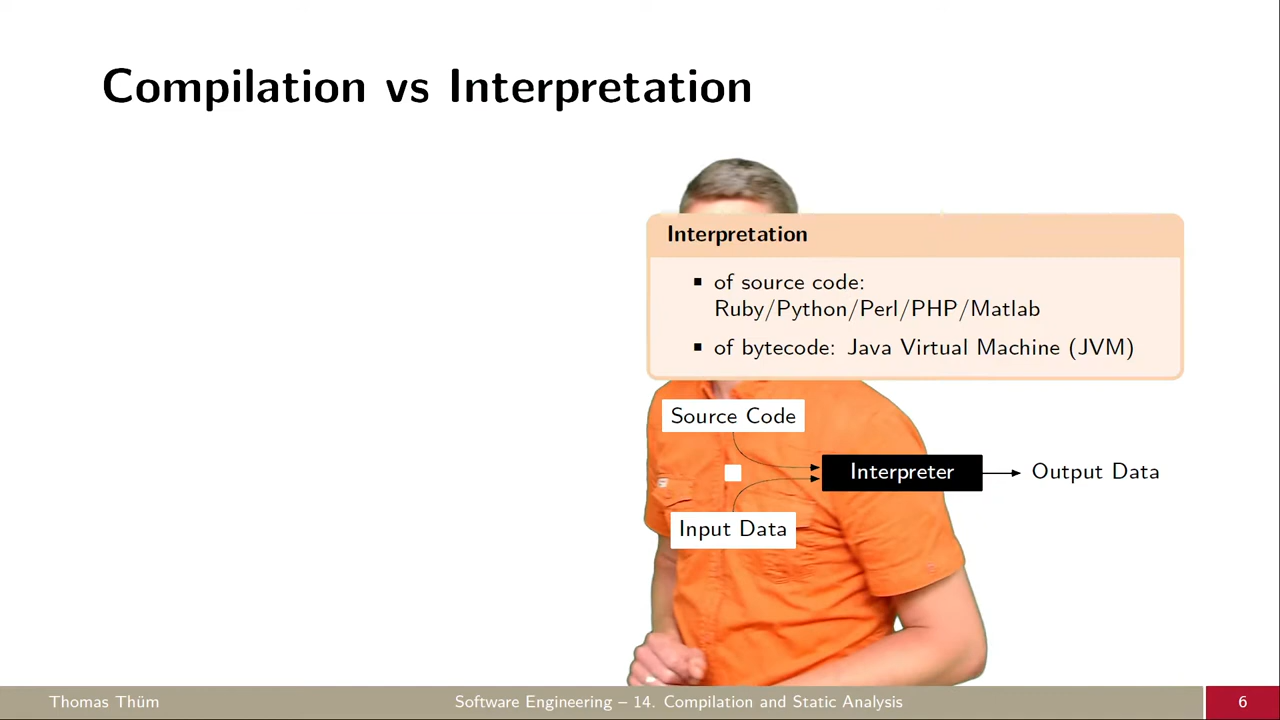 Compilation vs Interpretation
Interpretation
of source code:
Ruby/Python/Perl/PHP/Matlab
of bytecode: Java Virtual Machine (JVM)
Source Code
Interpreter
Output Data
Input Data
Thomas Thüm
Software Engineering – 14. Compilation and Static Analysis
6